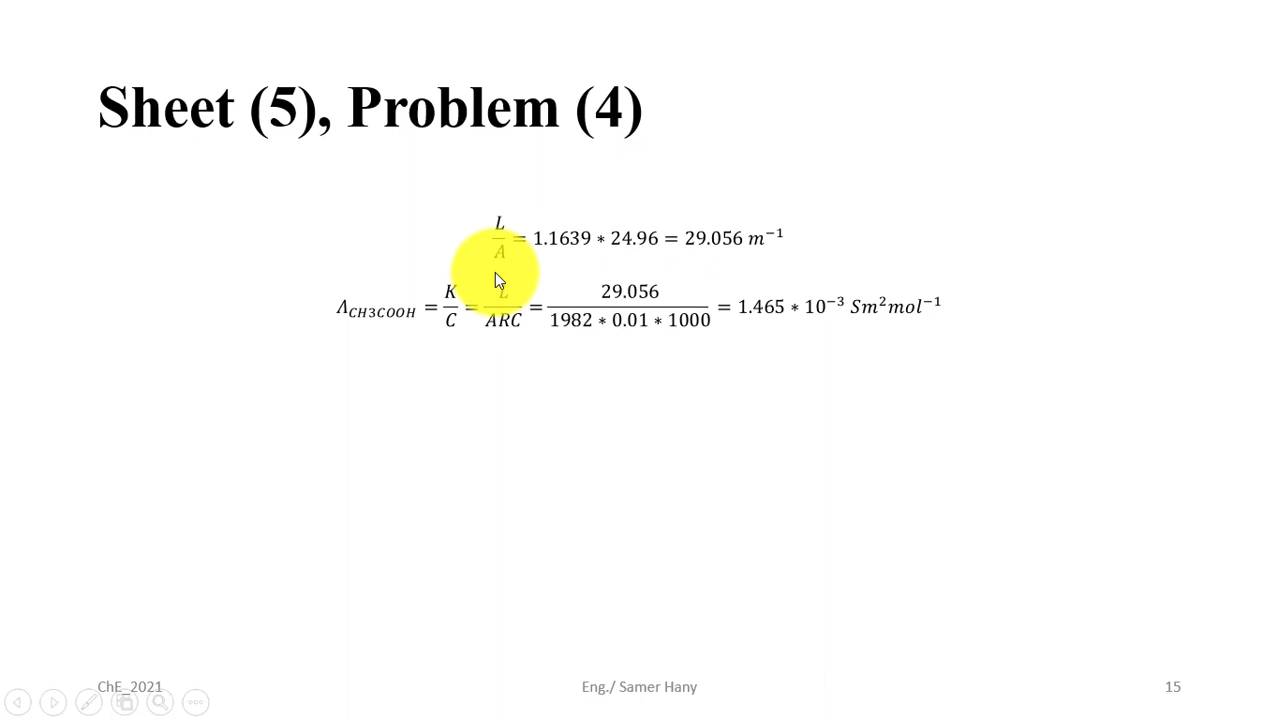 Sheet (5), Problem (4)
L/A = 1.1639 ∗ 24.96 = 29.056 m⁻¹
Λ_CH3COOH = K/C = L/ARC = 29.056/(1982 ∗ 0.01 ∗ 1000) = 1.465 ∗ 10⁻³ Sm²mol⁻¹
ChE_2021
Eng./ Samer Hany
15